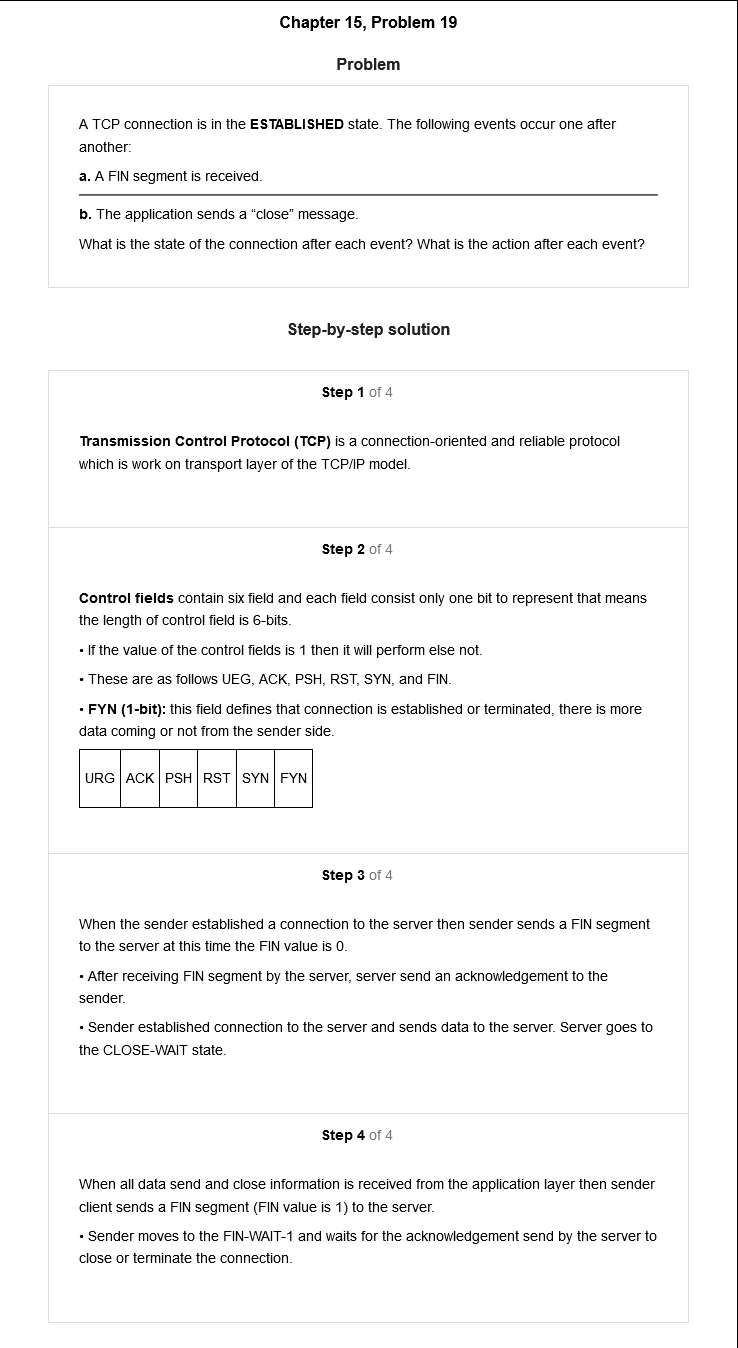 Chapter 15, Problem 19
Problem
A TCP connection is in the ESTABLISHED state. The following events occur one after
another:
a. A FIN segment is received.
b. The application sends a “close” message.
What is the state of the connection after each event? What is the action after each event?
Step-by-step solution
Step 1 of 4
Transmission Control Protocol (TCP) is a connection-oriented and reliable protocol
which is work on transport layer of the TCP/IP model.
Step 2 of 4
Control fields contain six field and each field consist only one bit to represent that means
the length of control field is 6-bits.
• If the value of the control fields is 1 then it will perform else not.
• These are as follows UEG, ACK, PSH, RST, SYN, and FIN.
• FYN (1-bit): this field defines that connection is established or terminated, there is more
data coming or not from the sender side.
URG ACK PSH RST SYN FYN
Step 3 of 4
When the sender established a connection to the server then sender sends a FIN segment
to the server at this time the FIN value is 0.
• After receiving FIN segment by the server, server send an acknowledgement to the
sender.
• Sender established connection to the server and sends data to the server. Server goes to
the CLOSE-WAIT state.
Step 4 of 4
When all data send and close information is received from the application layer then sender
client sends a FIN segment (FIN value is 1) to the server.
• Sender moves to the FIN-WAIT-1 and waits for the acknowledgement send by the server to
close or terminate the connection.